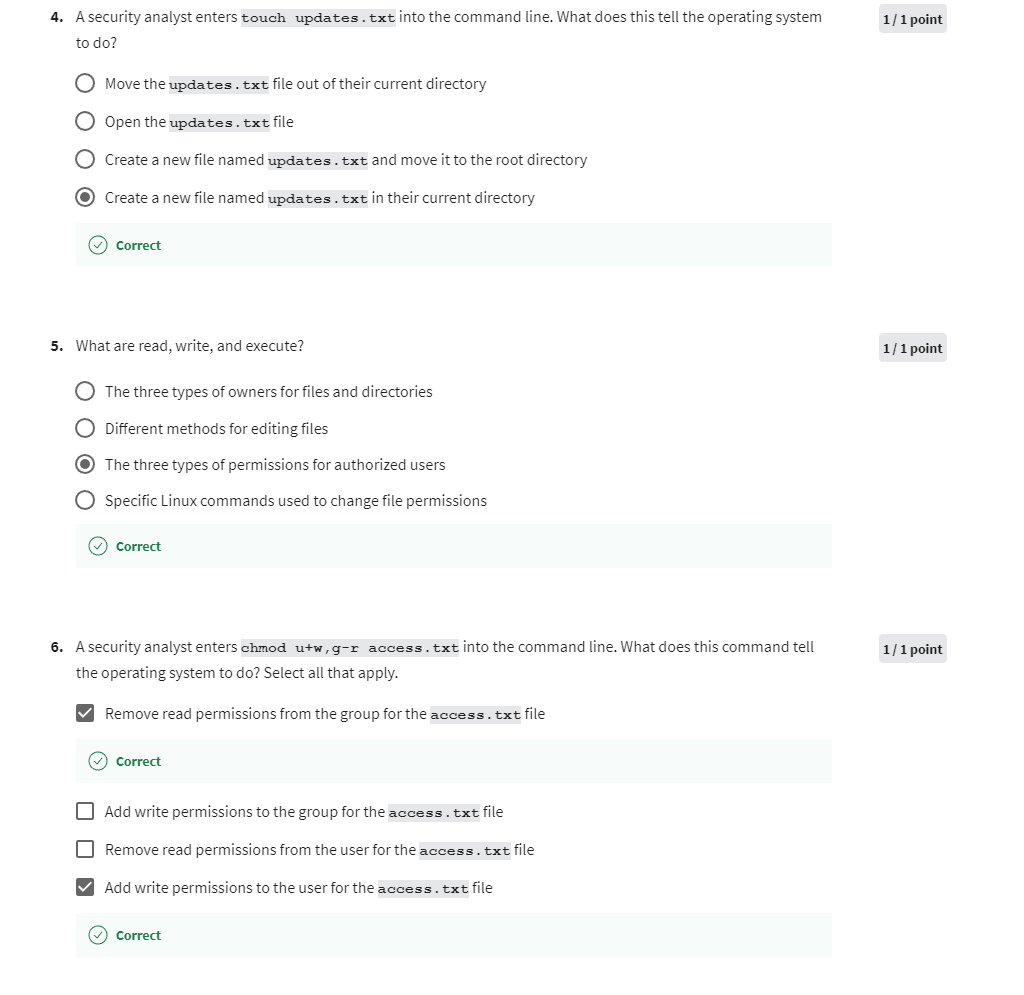 4. A security analyst enters touch updates.txt into the command line. What does this tell the operating system
to do?
1 / 1 point
Move the updates.txt file out of their current directory
Open the updates.txt file
Create a new file named updates.txt and move it to the root directory
Create a new file named updates.txt in their current directory
Correct
5. What are read, write, and execute?
1 / 1 point
The three types of owners for files and directories
Different methods for editing files
The three types of permissions for authorized users
Specific Linux commands used to change file permissions
Correct
6. A security analyst enters chmod u+w,g-r access.txt into the command line. What does this command tell
the operating system to do? Select all that apply.
1 / 1 point
Remove read permissions from the group for the access.txt file
Correct
Add write permissions to the group for the access.txt file
Remove read permissions from the user for the access.txt file
Add write permissions to the user for the access.txt file
Correct